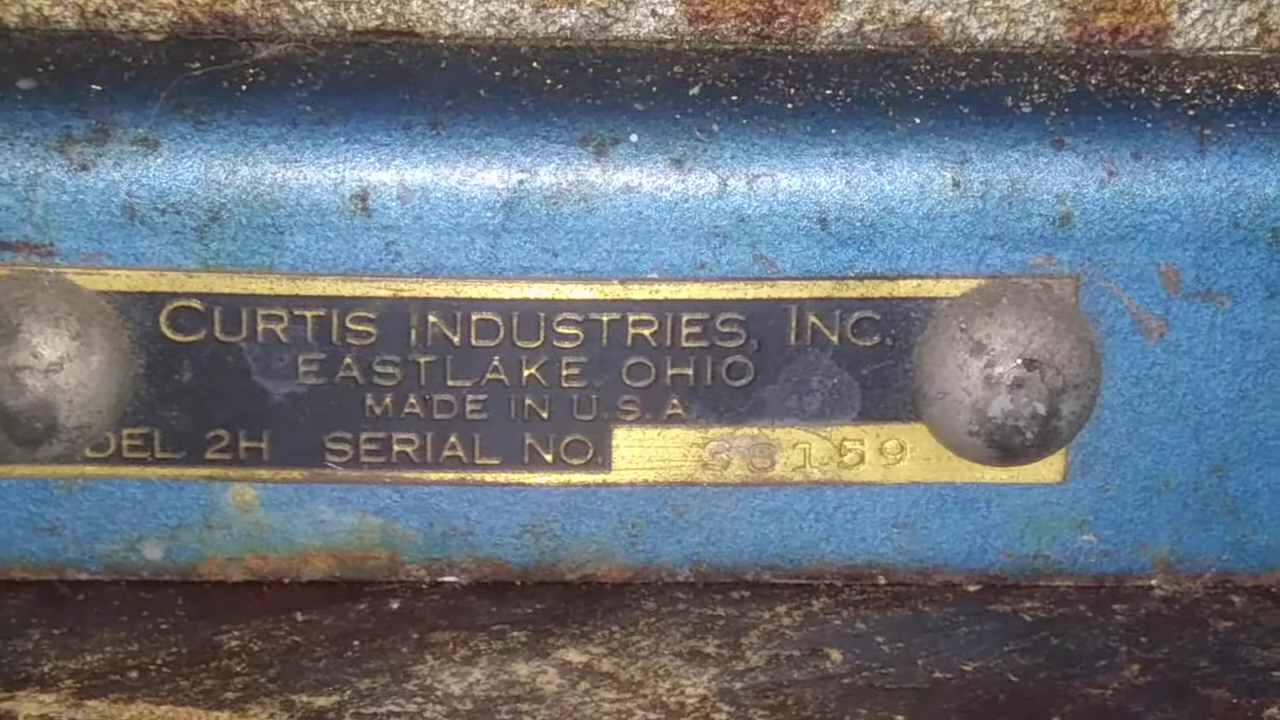 CURTIS INDUSTRIES, INC.
EASTLAKE, OHIO
MADE IN U.S.A
DEL 2H SERIAL NO.